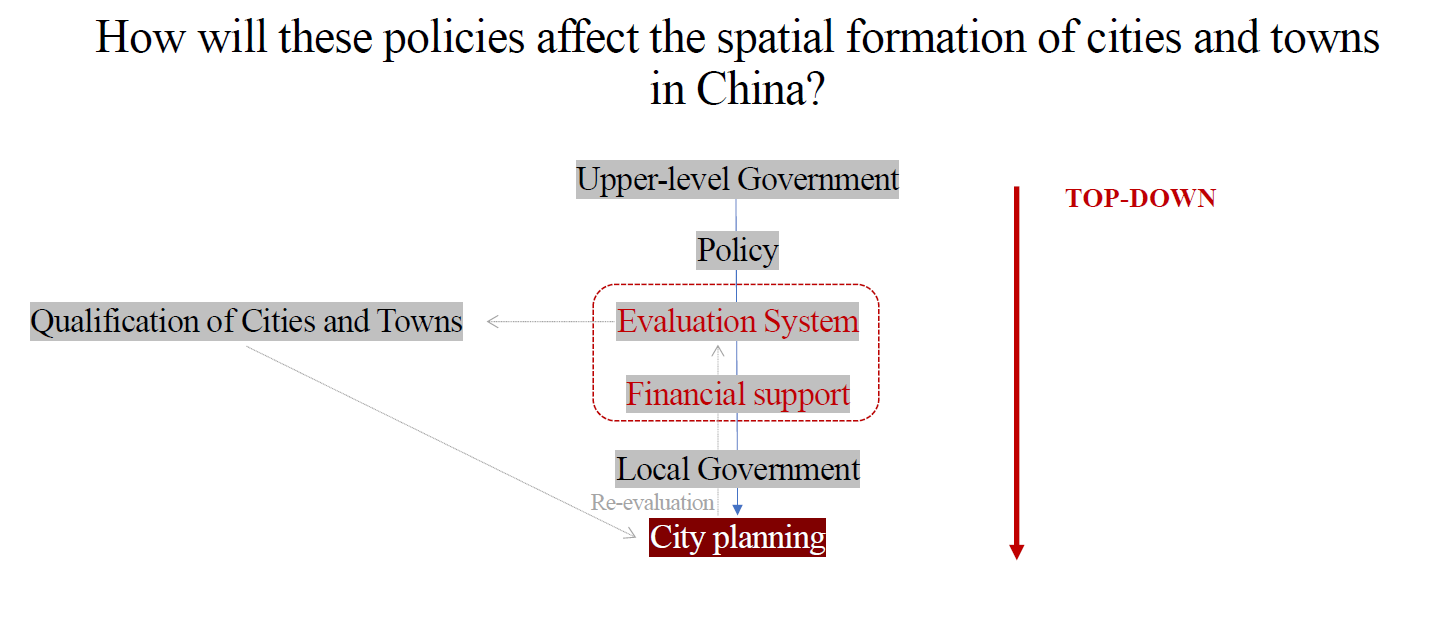 How will these policies affect the spatial formation of cities and towns
in China?
Upper-level Government
TOP-DOWN
Policy
Qualification of Cities and Towns
Evaluation System
Financial support
Local Government
Re-evaluation
City planning